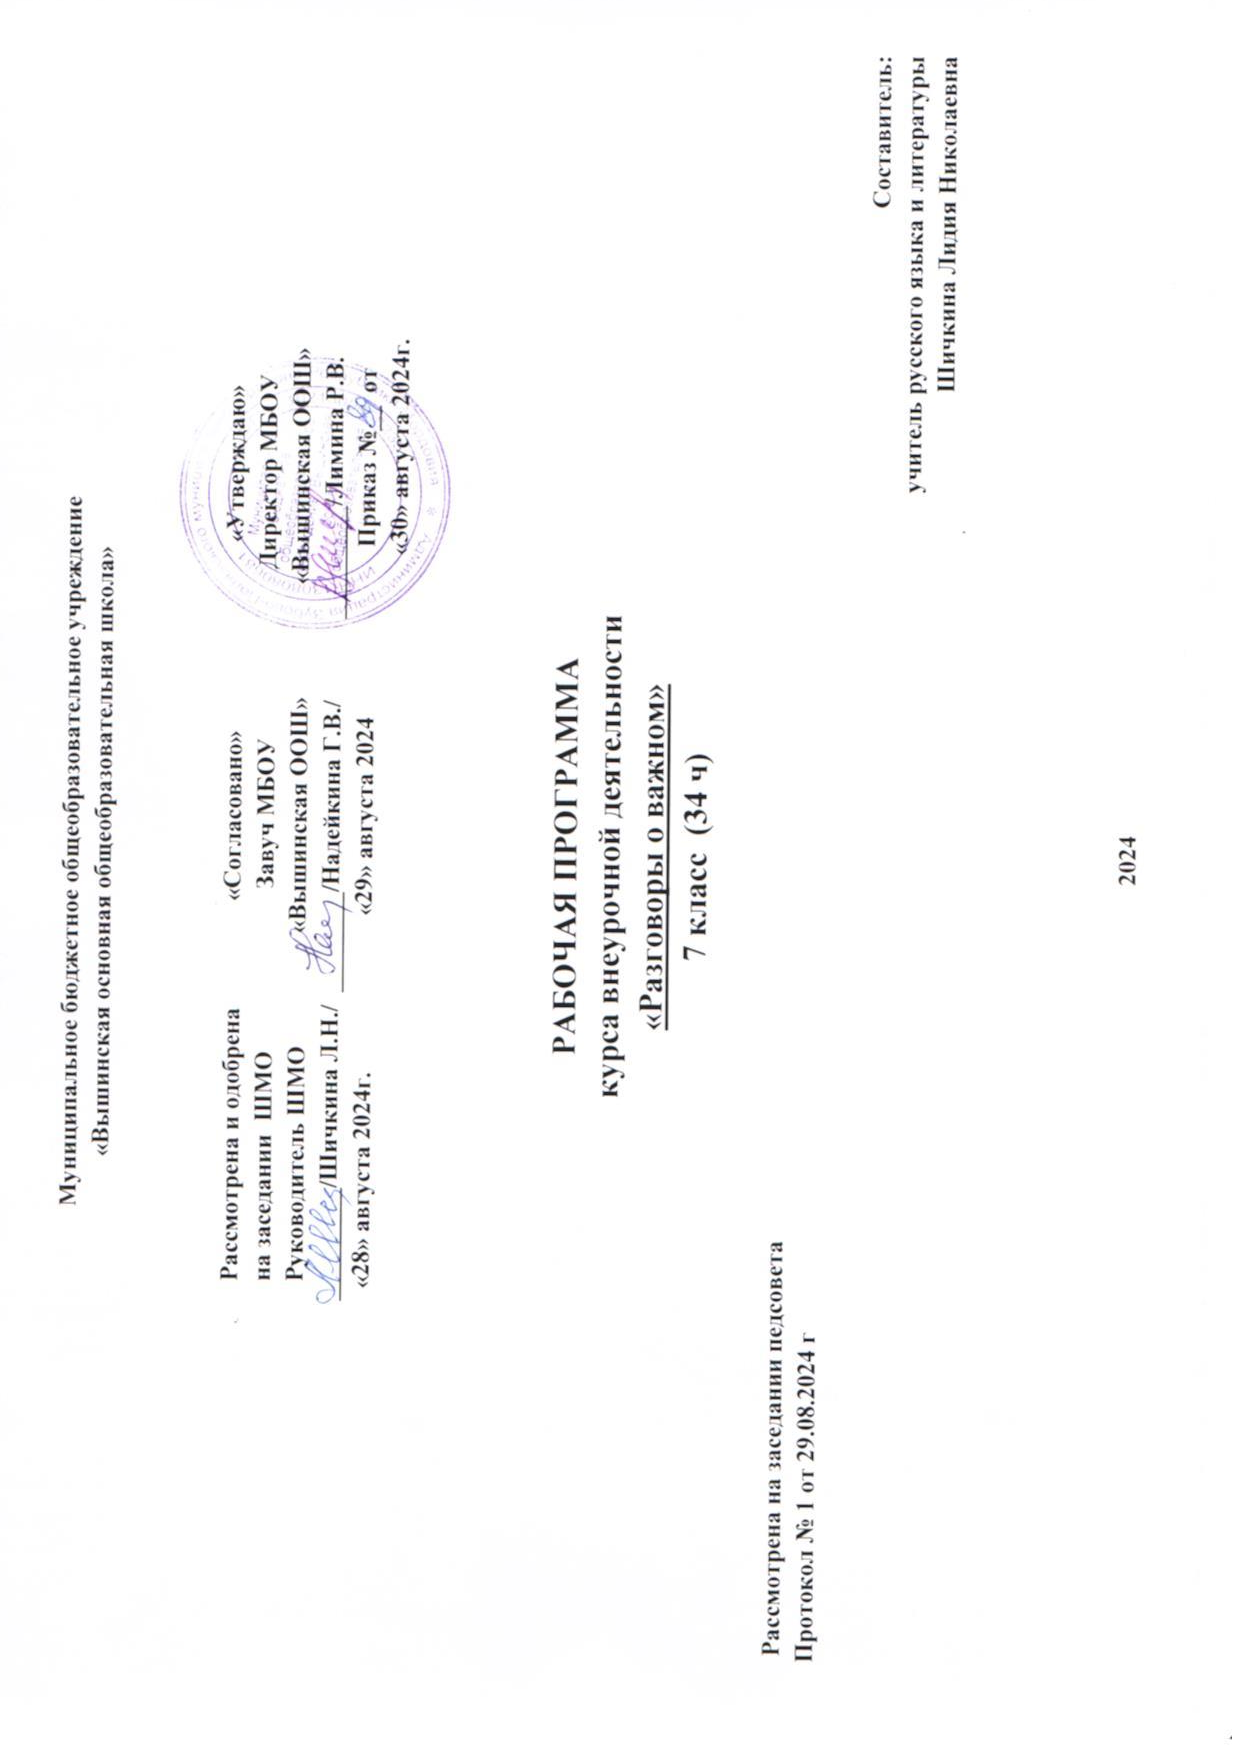 Муниципальное бюджетное общеобразовательное учреждение
«Вышинская основная общеобразовательная школа»
Рассмотрена и одобрена
на заседании ШМО
Руководитель ШМО
/Шичкина Л.Н./
«28» августа 2024г.
«Согласовано»
Завуч МБОУ
«Вышинская ООШ»
/Надейкина Г.В./
«29» августа 2024
«Утверждаю»
Директор МБОУ
«Вышинская ООШ»
/Лимина Р.В.
Приказ № 89 от
«30» августа 2024г.
РАБОЧАЯ ПРОГРАММА
курса внеурочной деятельности
«Разговоры о важном»
7 класс (34 ч)
Рассмотрена на заседании педсовета
Протокол № 1 от 29.08.2024 г
Составитель:
учитель русского языка и литературы
Шичкина Лидия Николаевна
2024